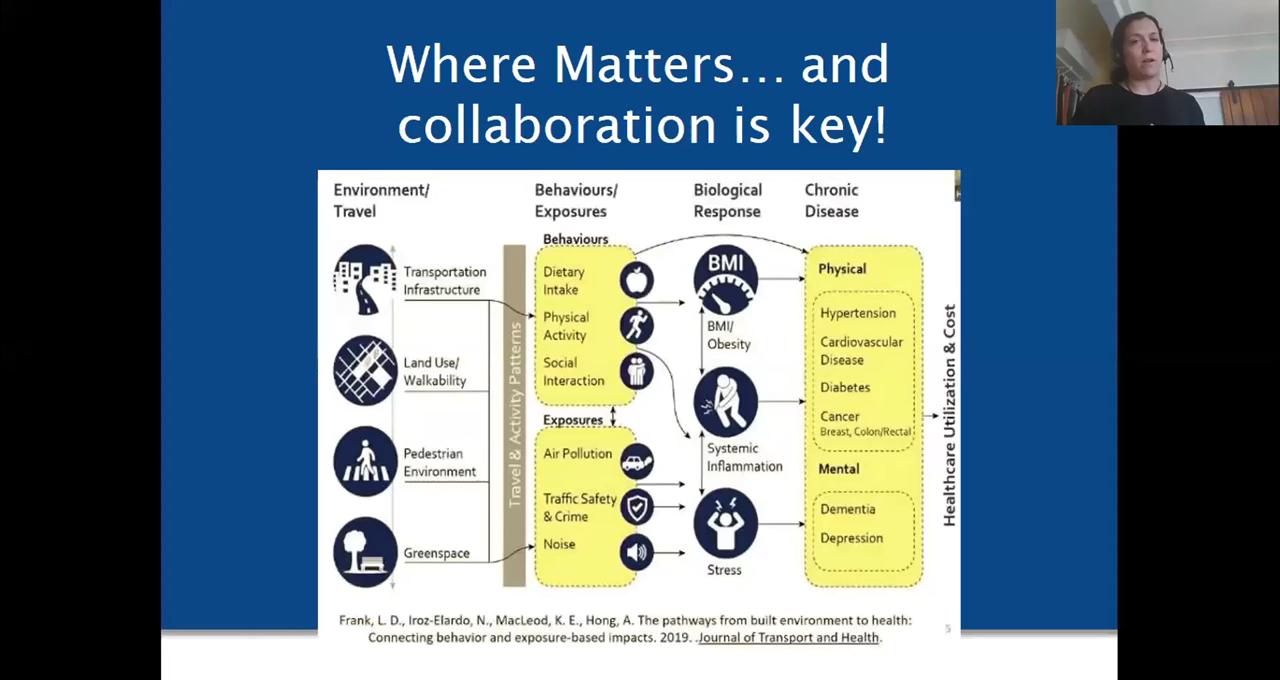 Where Matters… and
collaboration is key!
Environment/
Travel
Behaviours/
Exposures
Biological
Response
Chronic
Disease
Transportation
Infrastructure
Land Use/
Walkability
Pedestrian
Environment
Greenspace
Travel & Activity Patterns
Behaviours
Dietary
Intake
Physical
Activity
Social
Interaction
Exposures
Air Pollution
Traffic Safety
& Crime
Noise
BMI
BMI/
Obesity
Systemic
Inflammation
Stress
Physical
Hypertension
Cardiovascular
Disease
Diabetes
Cancer
Breast, Colon/Rectal
Mental
Dementia
Depression
Healthcare Utilization & Cost
Frank, L. D., Iroz-Elardo, N., MacLeod, K. E., Hong, A. The pathways from built environment to health:
Connecting behavior and exposure-based impacts. 2019. .Journal of Transport and Health.